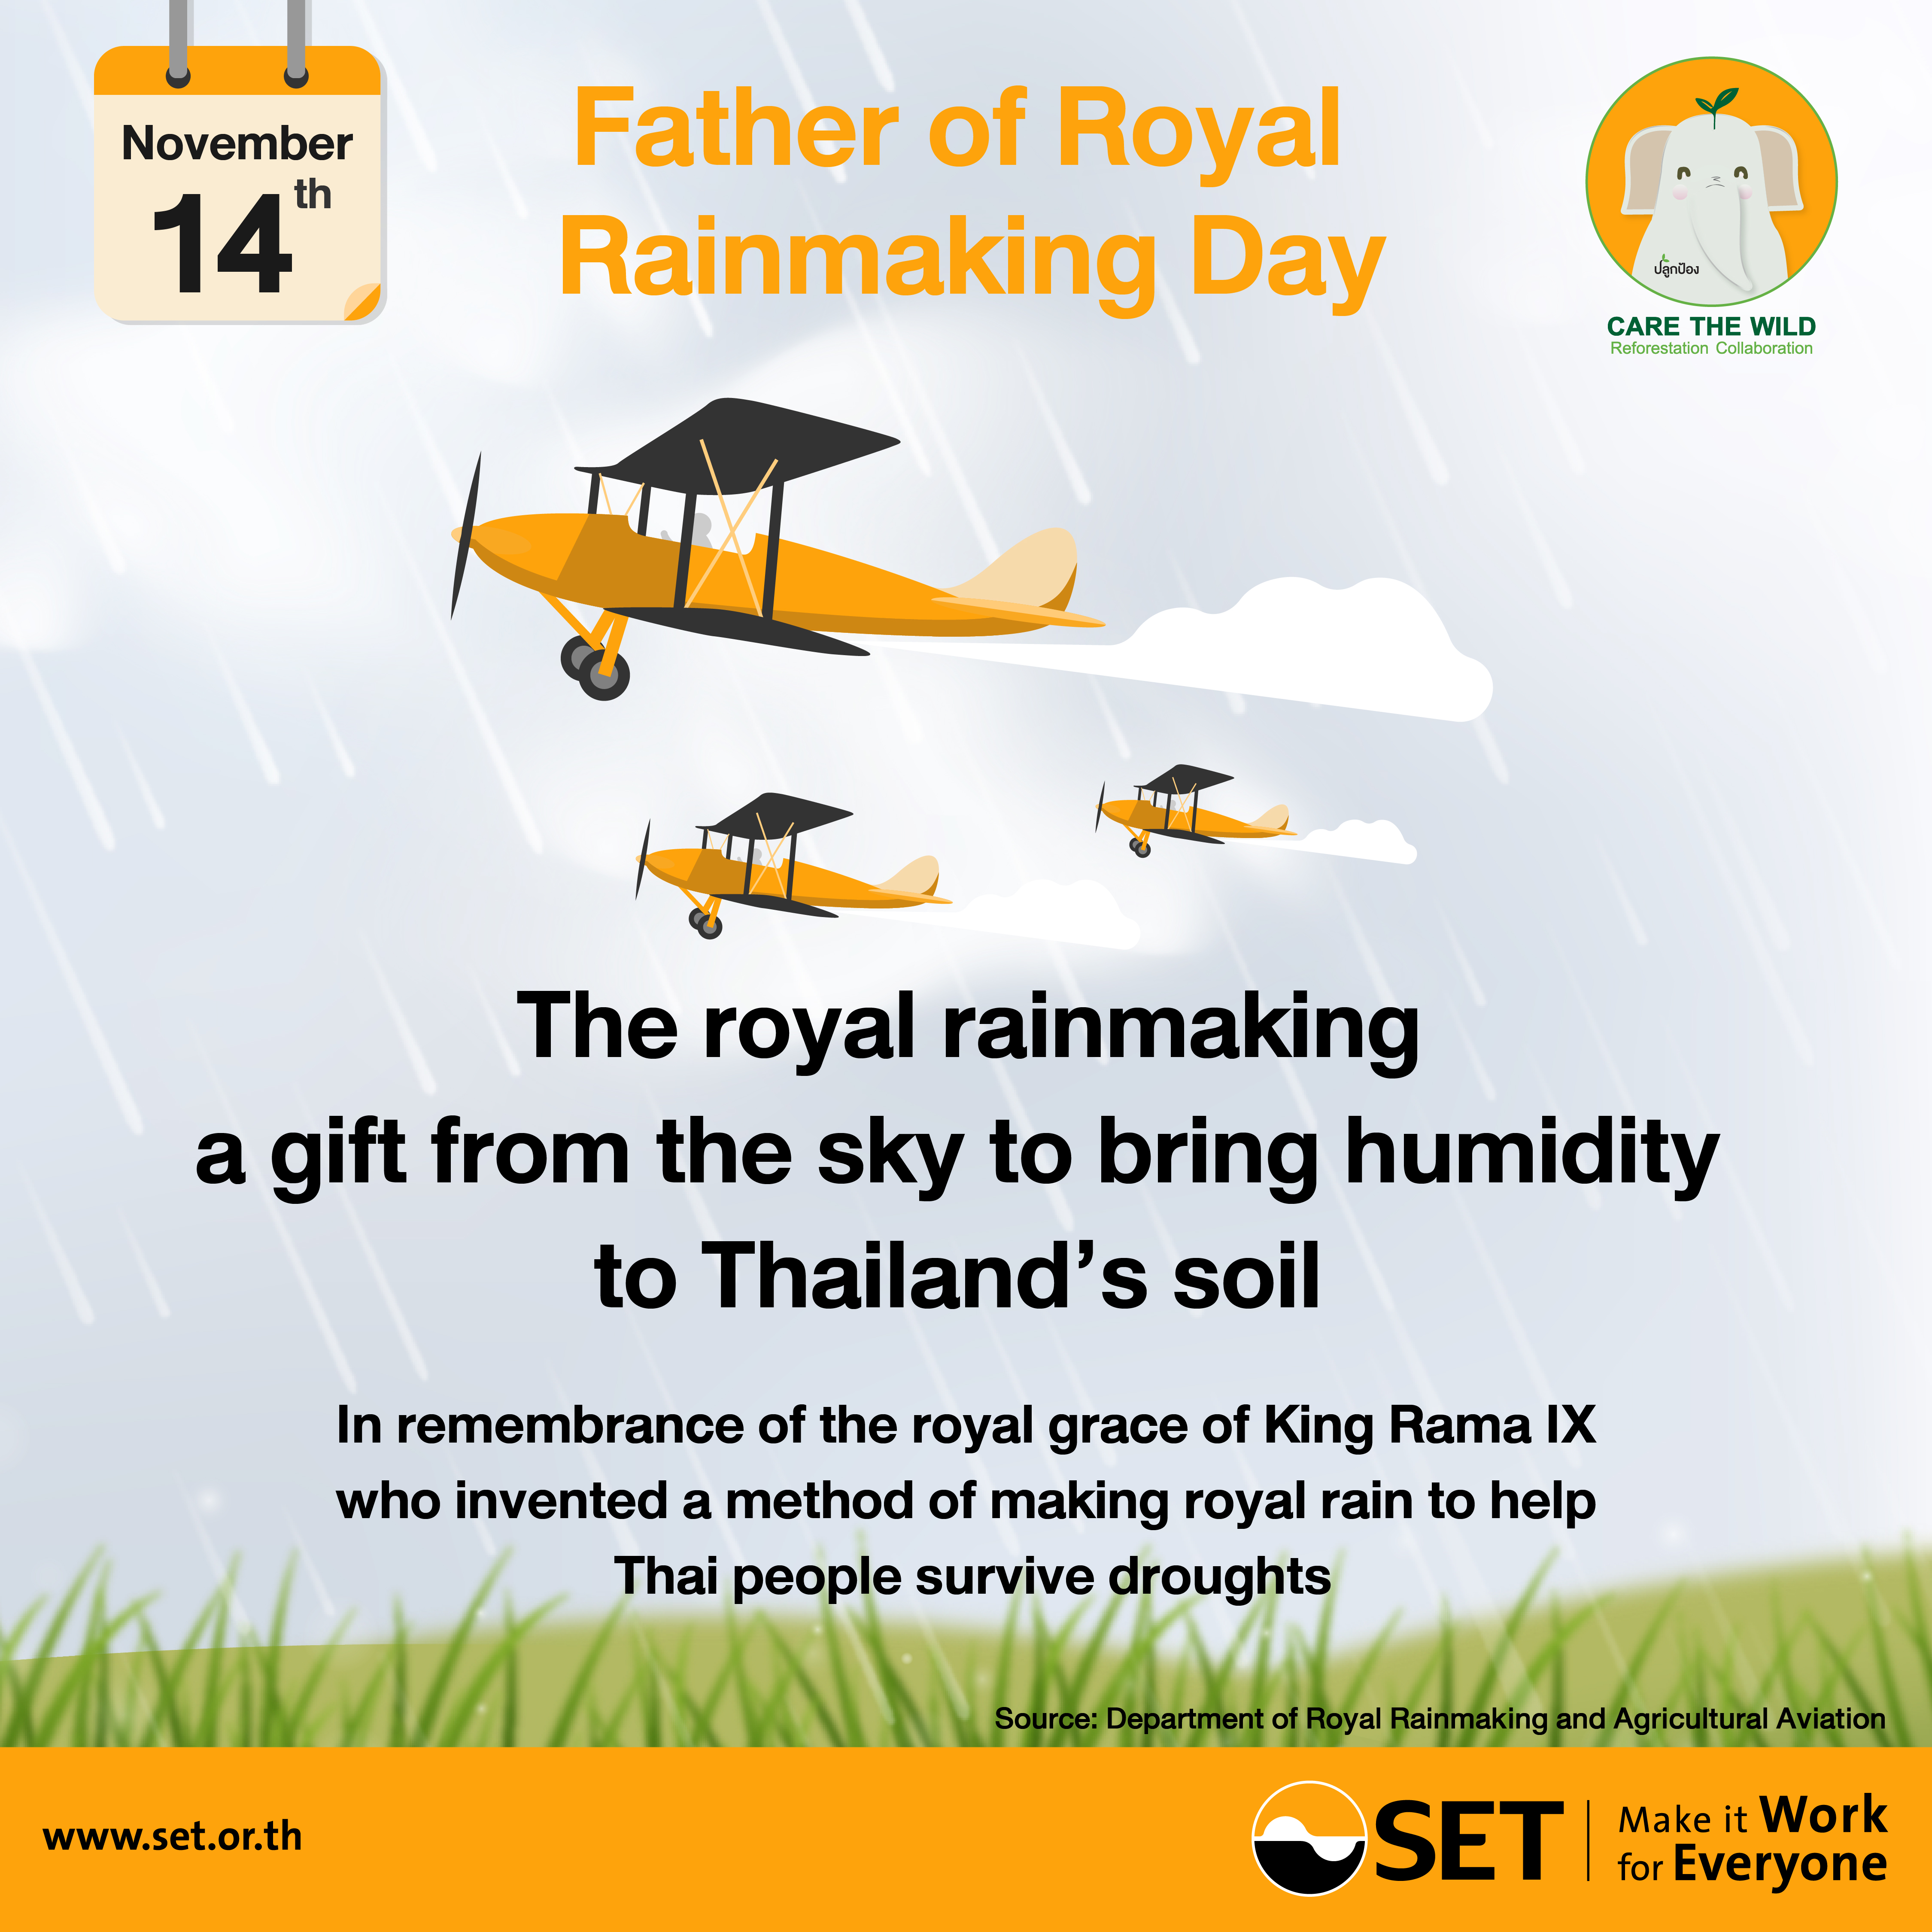 November
14th
Father of Royal
Rainmaking Day
ปลูกป้อง
CARE THE WILD
Reforestation Collaboration
The royal rainmaking
a gift from the sky to bring humidity
to Thailand’s soil
In remembrance of the royal grace of King Rama IX
who invented a method of making royal rain to help
Thai people survive droughts
Source: Department of Royal Rainmaking and Agricultural Aviation
www.set.or.th
SET
Make it Work
for Everyone